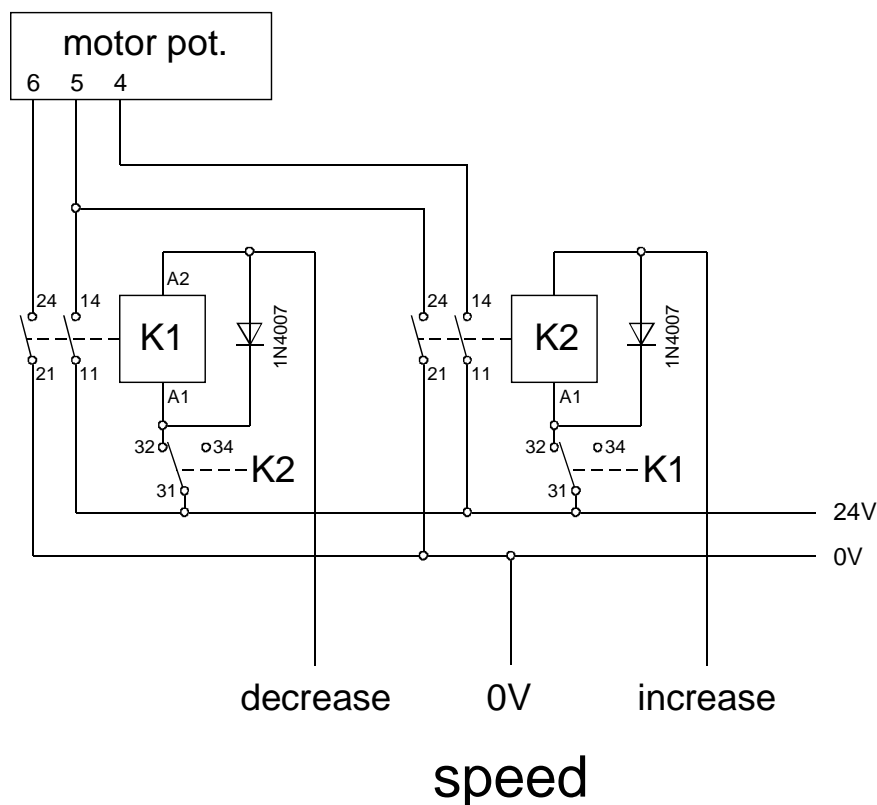 motor pot.
6 5 4
24 14 A2 K1 1N4007
21 11 A1
32 34 K2
31
24 14 K2 1N4007
21 11 A1
32 34 K1
31
24V
0V
decrease 0V increase
speed